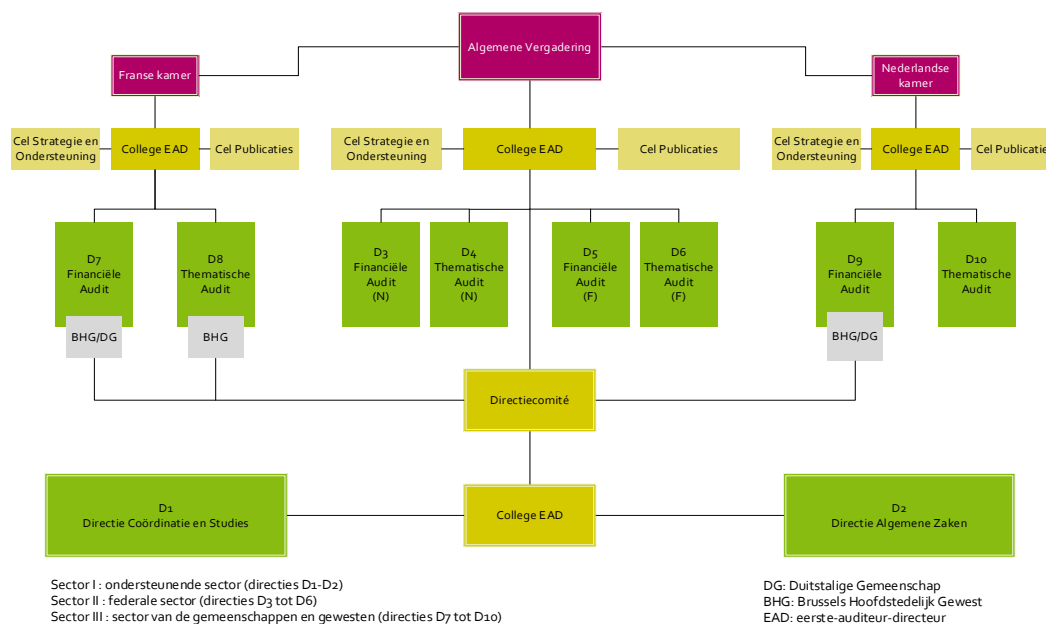 Algemene Vergadering
Franse kamer
Nederlandse
kamer
Cel Strategie en
Ondersteuning
College EAD
Cel Publicaties
Cel Strategie en
Ondersteuning
College EAD
Cel Publicaties
Cel Strategie en
Ondersteuning
College EAD
Cel Publicaties
D7
Financiële
Audit
BHG/DG
D8
Thematische
Audit
BHG
D3
Financiële
Audit
(N)
D4
Thematische
Audit
(N)
D5
Financiële
Audit
(F)
D6
Thematische
Audit
(F)
D9
Financiële
Audit
BHG/DG
D10
Thematische
Audit
Directiecomité
D1
Directie Coördinatie en Studies
College EAD
D2
Directie Algemene Zaken
Sector I : ondersteunende sector (directies D1-D2)
Sector II : federale sector (directies D3 tot D6)
Sector III : sector van de gemeenschappen en gewesten (directies D7 tot D10)
DG: Duitstalige Gemeenschap
BHG: Brussels Hoofdstedelijk Gewest
EAD: eerste-auditeur-directeur